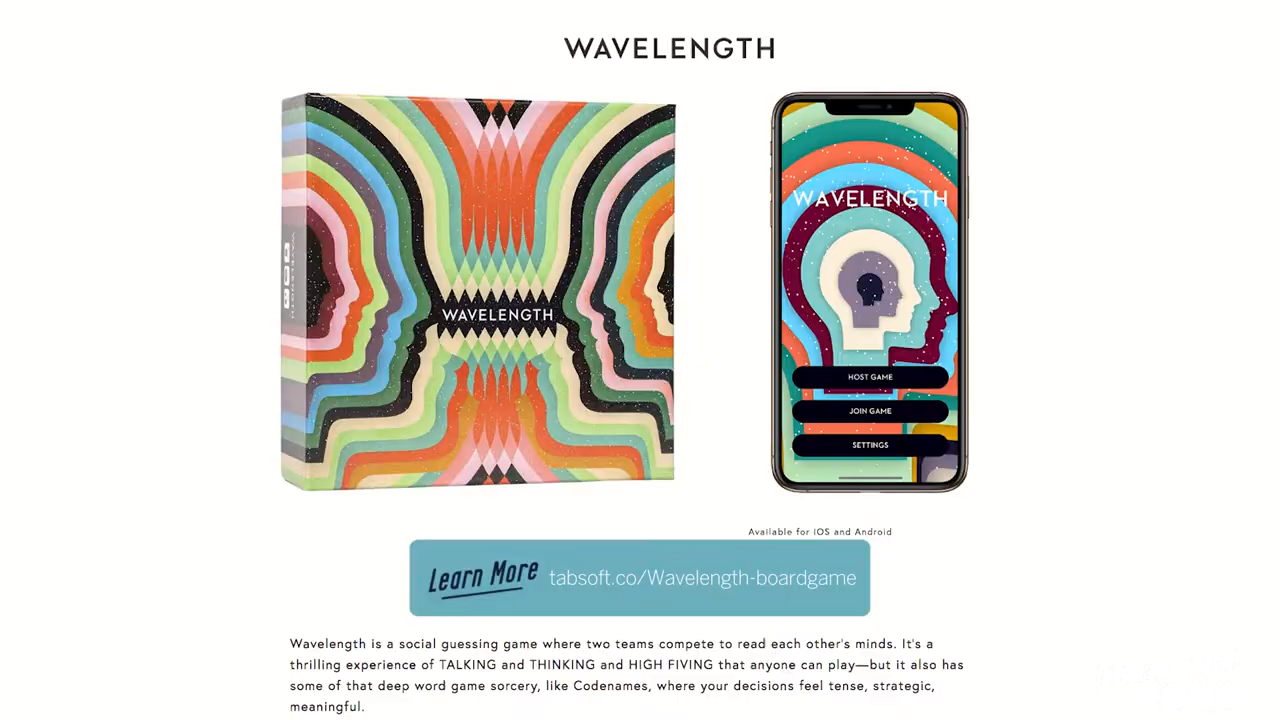 WAVELENGTH
WAVELENGTH
WAVELENGTH
HOST GAME
JOIN GAME
SETTINGS
Available for iOS and Android
Learn More tabsoft.co/Wavelength-boardgame
Wavelength is a social guessing game where two teams compete to read each other's minds. It's a
thrilling experience of TALKING and THINKING and HIGH FIVING that anyone can play—but it also has
some of that deep word game sorcery, like Codenames, where your decisions feel tense, strategic,
meaningful.